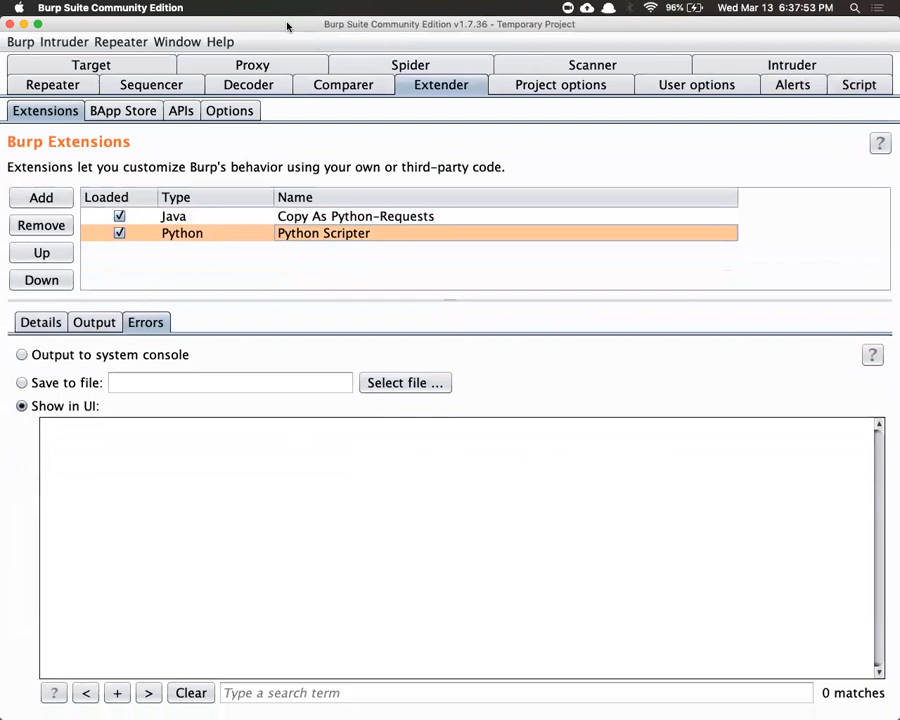 Burp Suite Community Edition 96% Wed Mar 13 6:37:53 PM
Burp Suite Community Edition v1.7.36 - Temporary Project
Burp Intruder Repeater Window Help
Target Proxy Spider Scanner Intruder
Repeater Sequencer Decoder Comparer Extender Project options User options Alerts Script
Extensions BApp Store APIs Options
Burp Extensions ?
Extensions let you customize Burp's behavior using your own or third-party code.
Add Loaded Type Name
Java Copy As Python-Requests
Remove Python Python Scripter
Up
Down
Details Output Errors
Output to system console ?
Save to file: Select file ...
Show in UI:
? < + > Clear Type a search term 0 matches